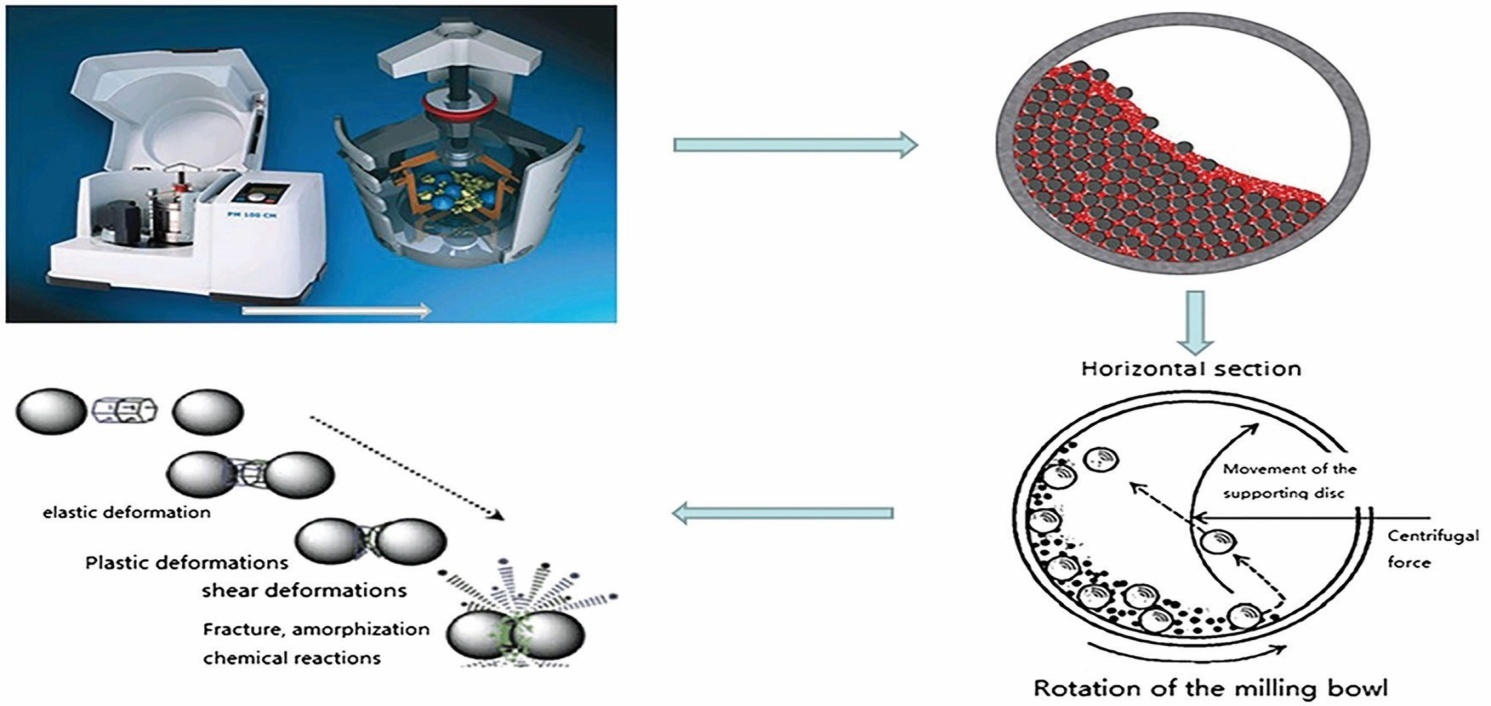 PM 100 CM
Horizontal section
Movement of the
supporting disc
Centrifugal
force
Rotation of the milling bowl
elastic deformation
Plastic deformations
shear deformations
Fracture, amorphization
chemical reactions